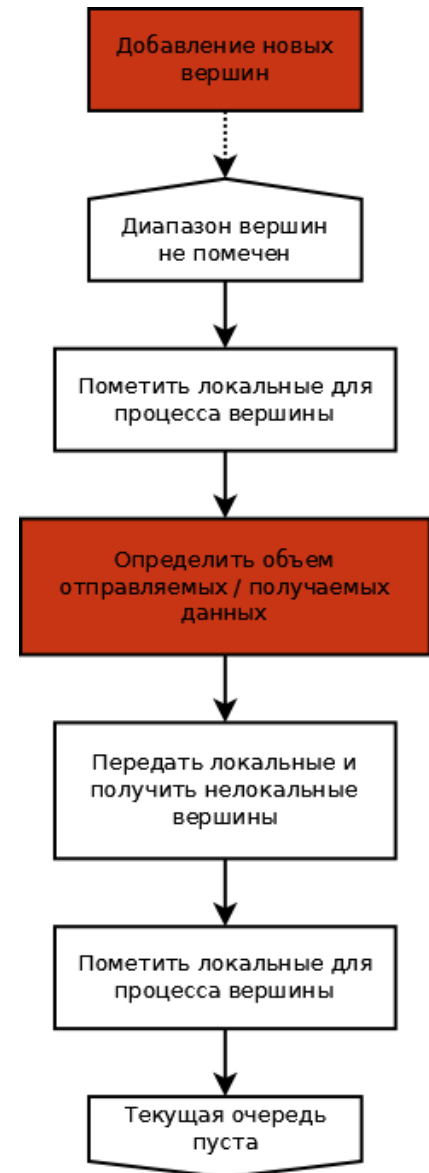 Добавление новых
вершин
Диапазон вершин
не помечен
Пометить локальные для
процесса вершины
Определить объем
отправляемых / получаемых
данных
Передать локальные и
получить нелокальные
вершины
Пометить локальные для
процесса вершины
Текущая очередь
пуста